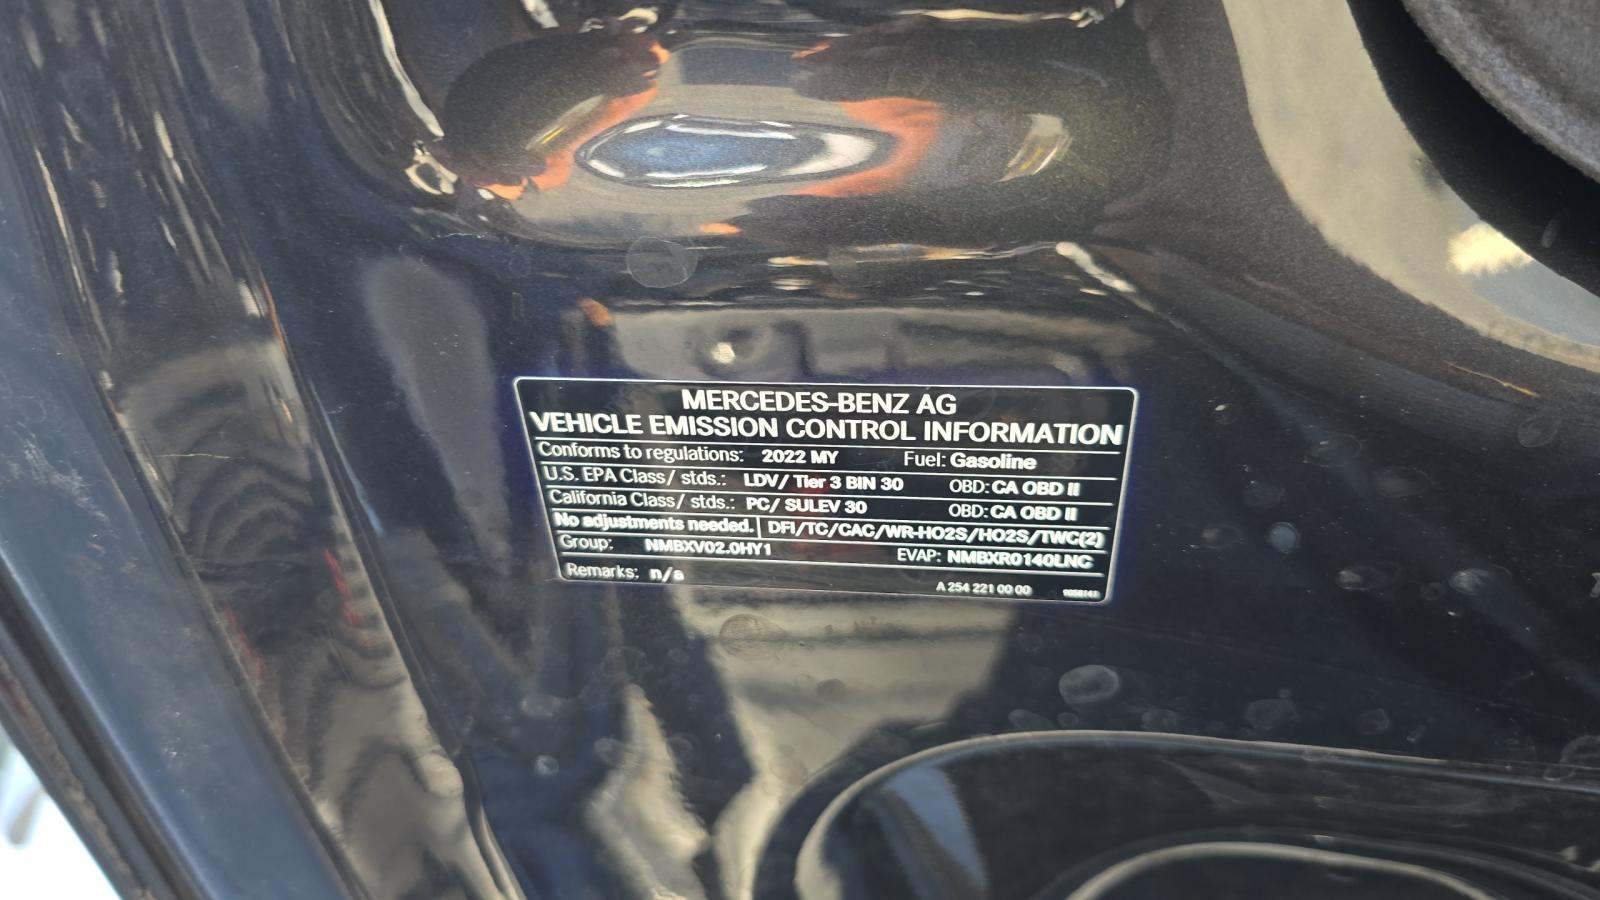 MERCEDES-BENZ AG
VEHICLE EMISSION CONTROL INFORMATION
Conforms to regulations: 2022 MY Fuel: Gasoline
U.S. EPA Class/ stds.: LDV/ Tier 3 BIN 30 OBD: CA OBD II
California Class/ stds.: PC/ SULEV 30 OBD: CA OBD II
No adjustments needed. DFI/TC/CAC/WR-HO2S/HO2S/TWC(2)
Group: NMBXV02.0HY1 EVAP: NMBXR0140LNC
Remarks: n/a
A 254 221 00 00